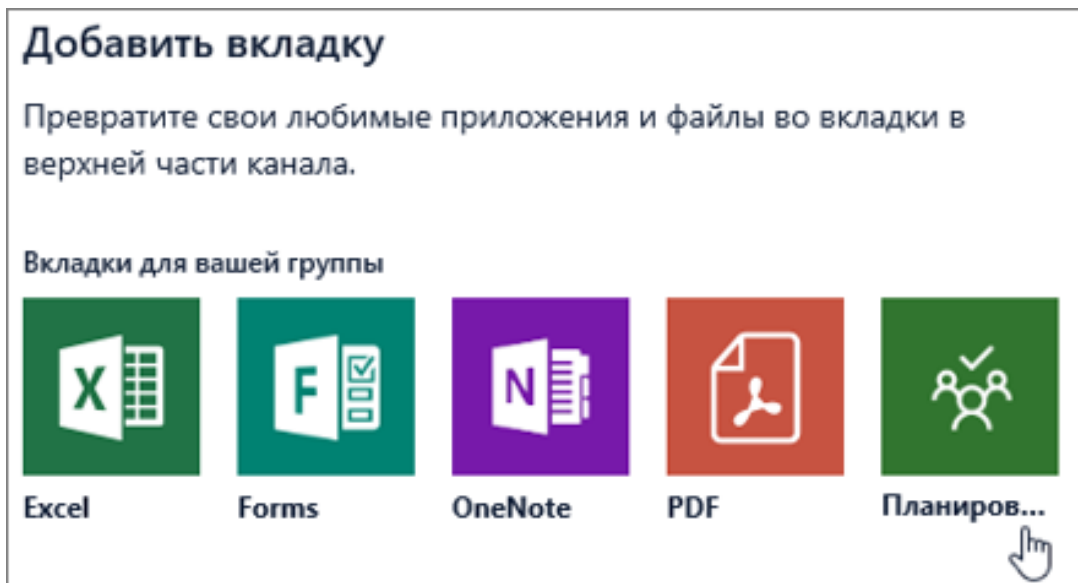 Добавить вкладку
Превратите свои любимые приложения и файлы во вкладки в
верхней части канала.
Вкладки для вашей группы
X F N
Excel Forms OneNote PDF Планиров...